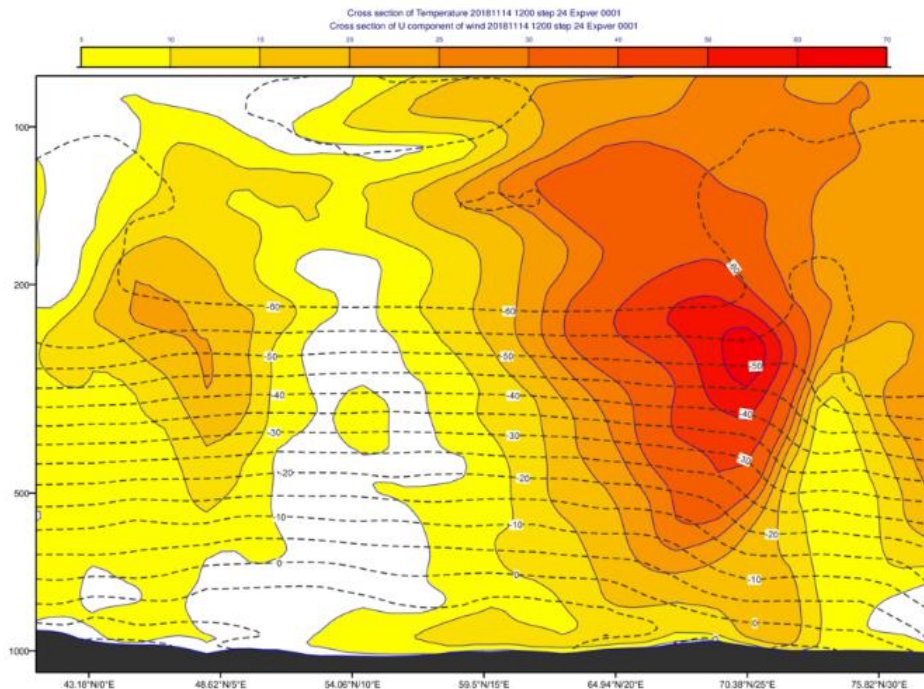 Cross section of Temperature 20181114 1200 step 24 Expver 0001
Cross section of U component of wind 20181114 1200 step 24 Expver 0001
5 10 15 20 25 30 40 50 60 70
100
-60
200
-60 -60
-50 -50 -50
-40 -40 -40
-30 -30 -30
-20 -20
500
-10 -10 -20
0 0 -10
0
0
1000
43.18°N/0°E 48.62°N/5°E 54.06°N/10°E 59.5°N/15°E 64.94°N/20°E 70.38°N/25°E 75.82°N/30°E